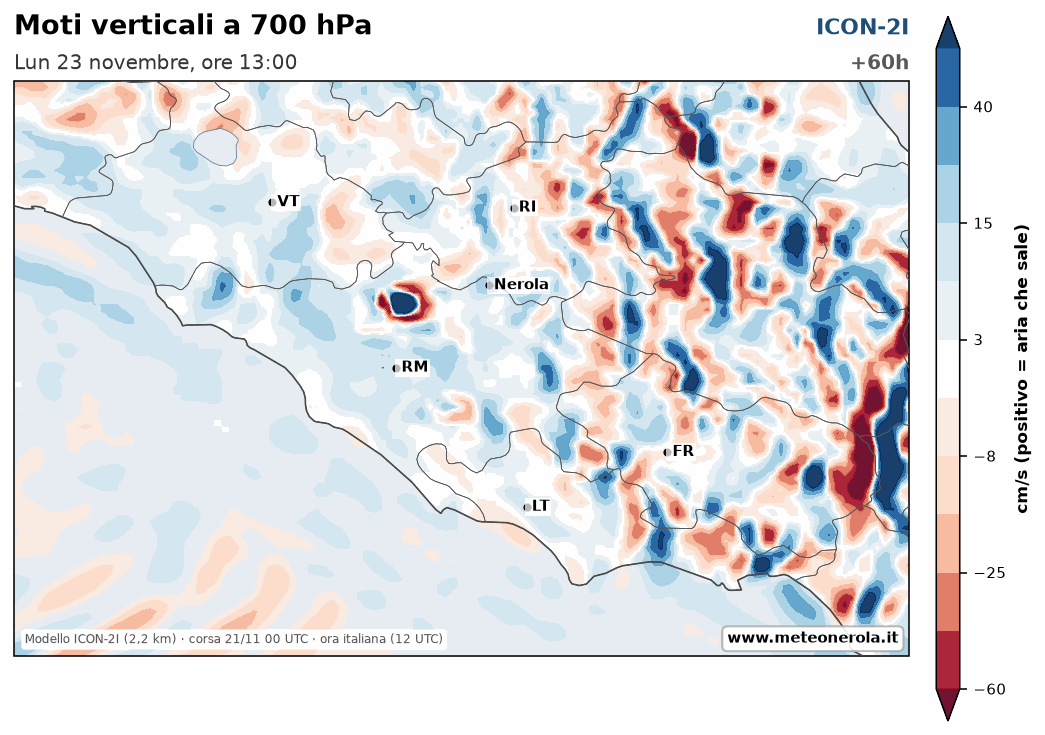 Moti verticali a 700 hPa
ICON-2I
Lun 23 novembre, ore 13:00
+60h
VT
RI
Nerola
RM
FR
LT
Modello ICON-2I (2,2 km) · corsa 21/11 00 UTC · ora italiana (12 UTC)
www.meteonerola.it
40
15
3
−8
−25
−60
cm/s (positivo = aria che sale)